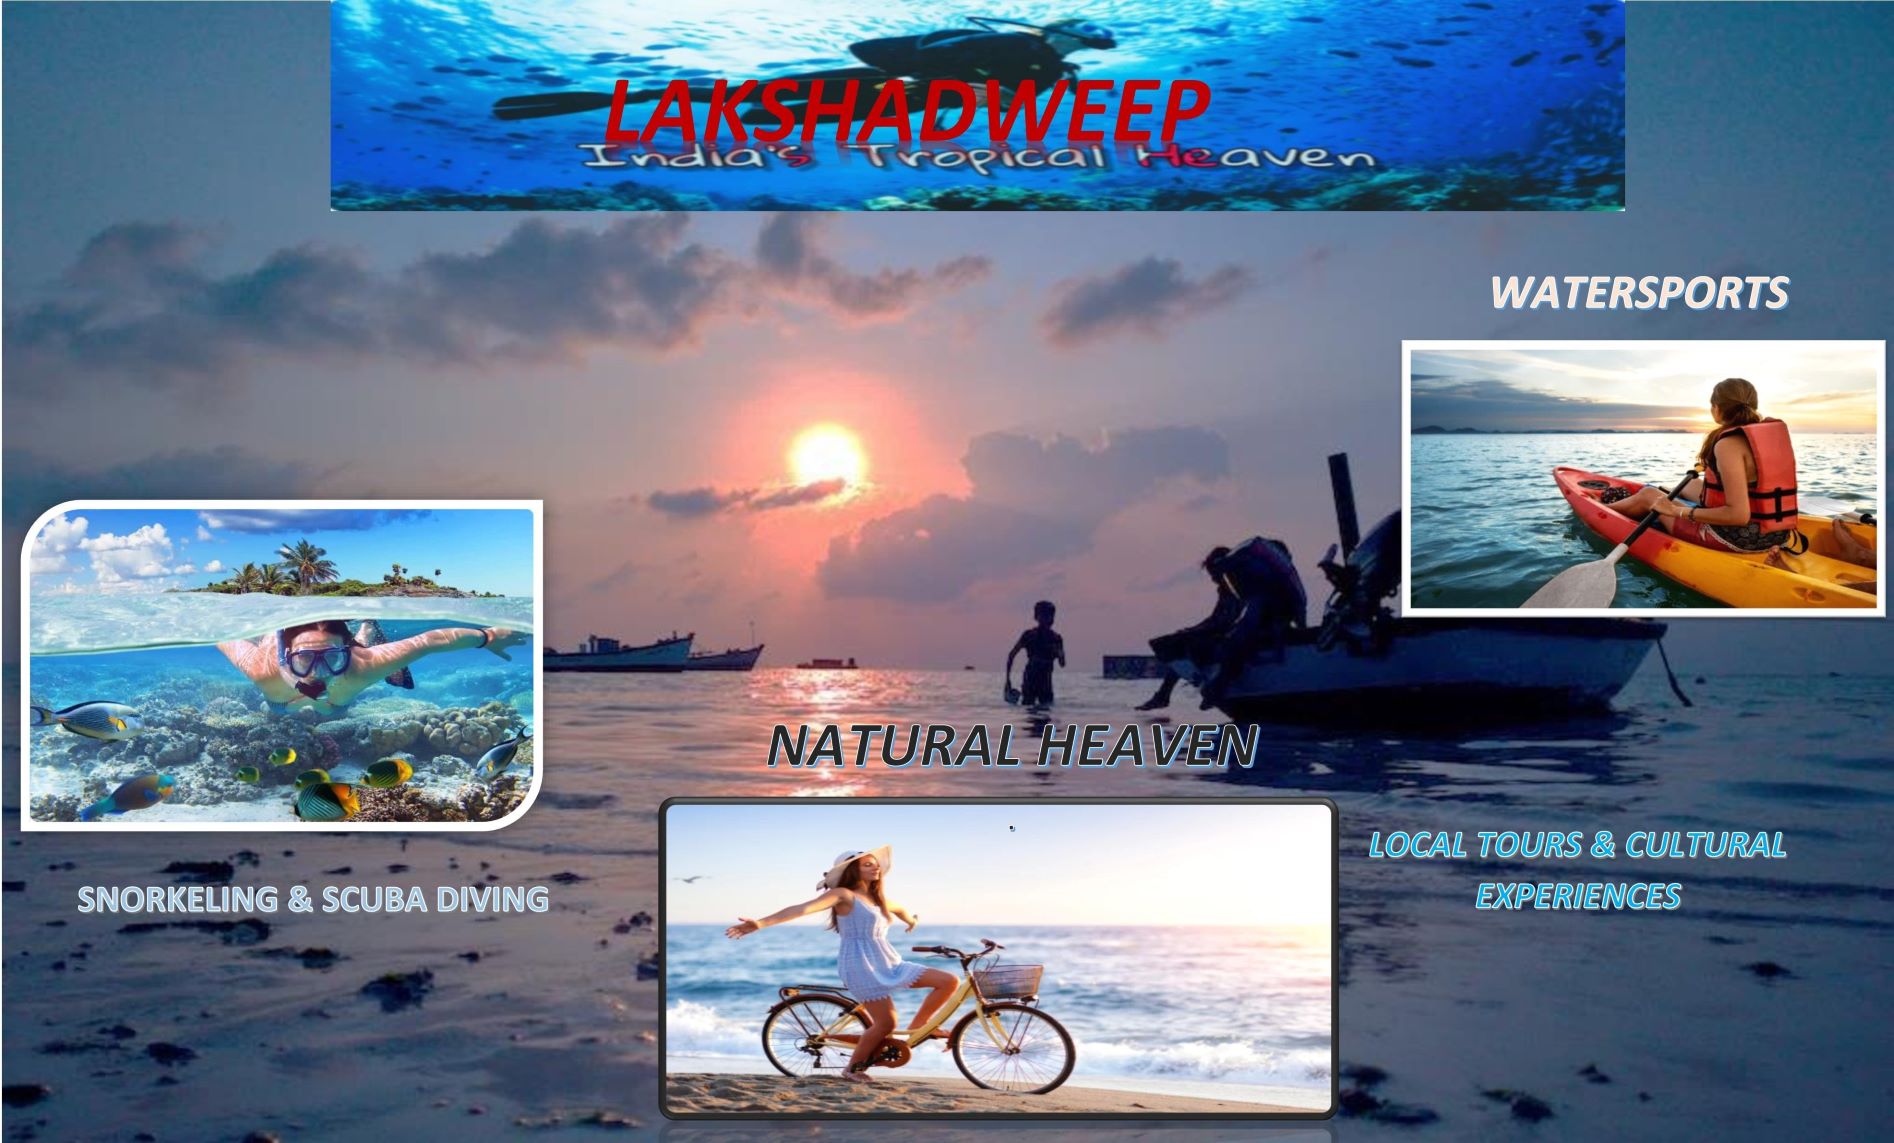 LAKSHADWEEP
India's Tropical Heaven
WATERSPORTS
NATURAL HEAVEN
LOCAL TOURS & CULTURAL
EXPERIENCES
SNORKELING & SCUBA DIVING